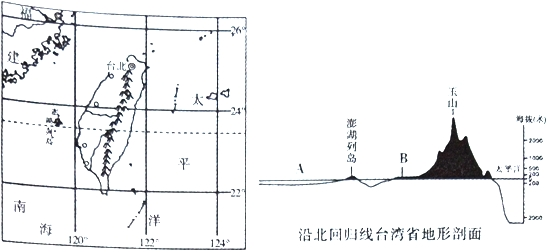 福
建
台北
太
平
洋
南
海
澎湖列岛
26°
24°
22°
120°
122°
124°
玉山
海拔(米)
澎湖列岛
A
B
太平洋
2000
沿北回归线台湾省地形剖面